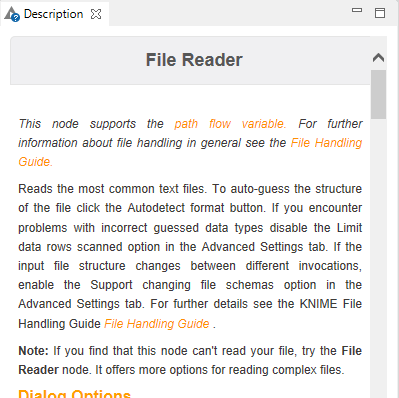 Description
File Reader
This node supports the path flow variable. For further
information about file handling in general see the File Handling
Guide.
Reads the most common text files. To auto-guess the structure
of the file click the Autodetect format button. If you encounter
problems with incorrect guessed data types disable the Limit
data rows scanned option in the Advanced Settings tab. If the
input file structure changes between different invocations,
enable the Support changing file schemas option in the
Advanced Settings tab. For further details see the KNIME File
Handling Guide File Handling Guide .
Note: If you find that this node can't read your file, try the File
Reader node. It offers more options for reading complex files.
Dialog Options